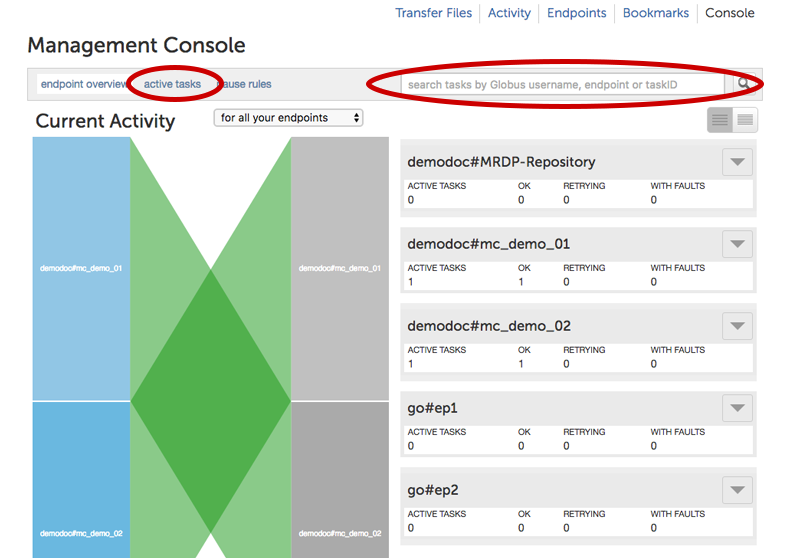 Transfer Files Activity Endpoints Bookmarks Console
Management Console
endpoint overview active tasks pause rules
search tasks by Globus username, endpoint or taskID
Current Activity for all your endpoints
demodoc#mc_demo_01 demodoc#mc_demo_01
demodoc#mc_demo_02 demodoc#mc_demo_02
demodoc#MRDP-Repository
ACTIVE TASKS OK RETRYING WITH FAULTS
0 0 0 0
demodoc#mc_demo_01
ACTIVE TASKS OK RETRYING WITH FAULTS
1 1 0 0
demodoc#mc_demo_02
ACTIVE TASKS OK RETRYING WITH FAULTS
1 1 0 0
go#ep1
ACTIVE TASKS OK RETRYING WITH FAULTS
0 0 0 0
go#ep2
ACTIVE TASKS OK RETRYING WITH FAULTS
0 0 0 0